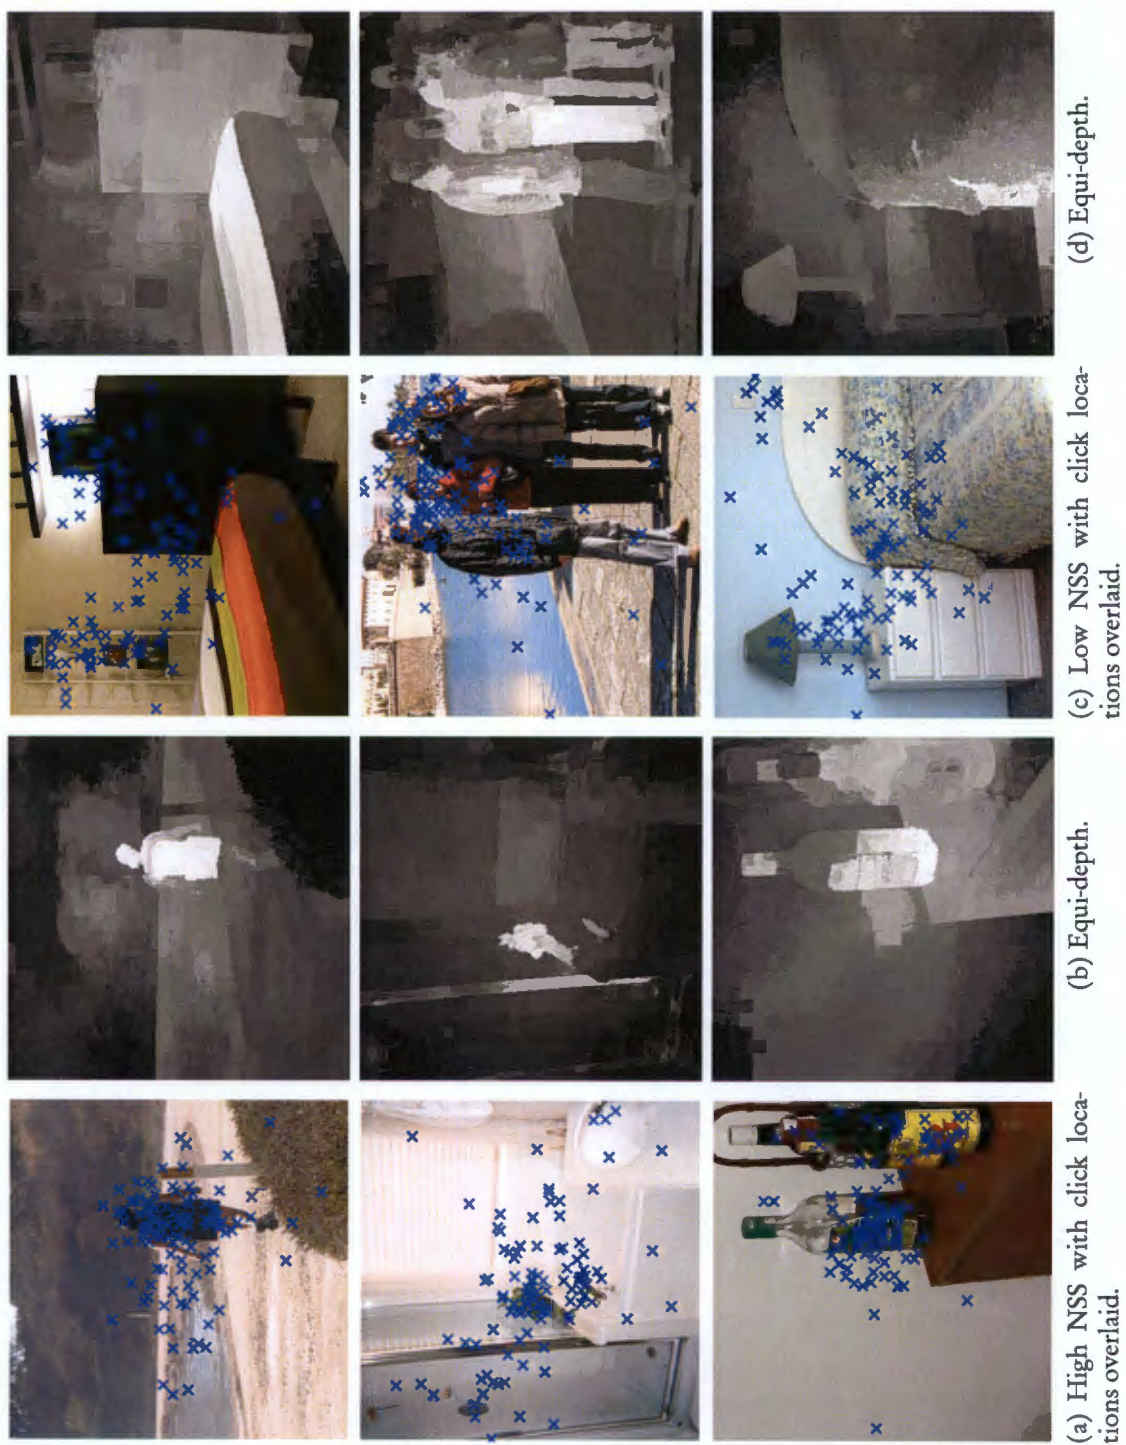 (a) High NSS with click loca-
tions overlaid.
(b) Equi-depth.
(c) Low NSS with click loca-
tions overlaid.
(d) Equi-depth.